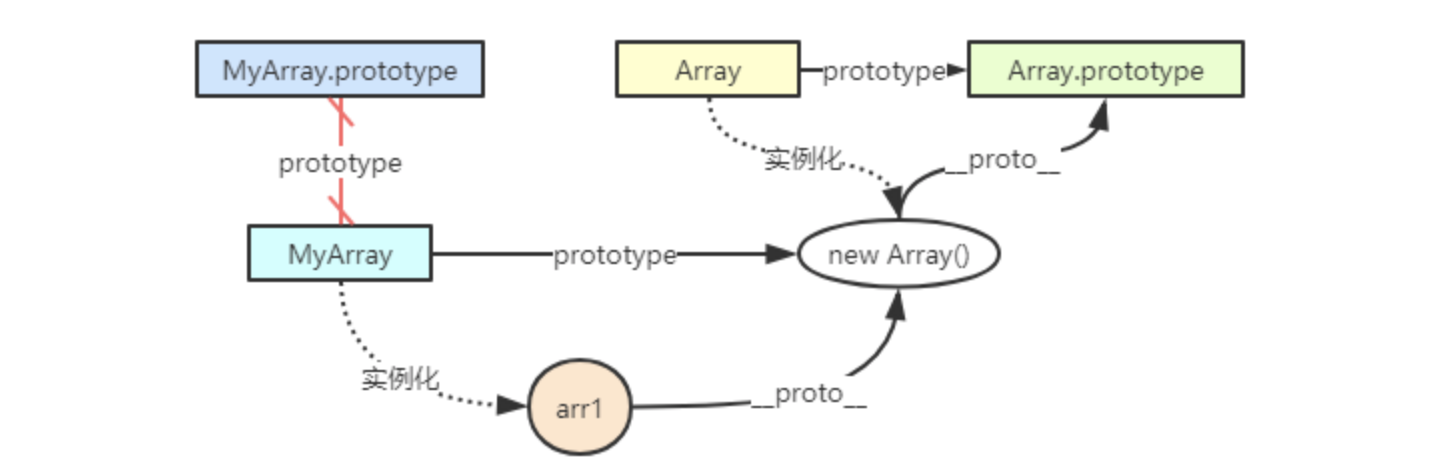 MyArray.prototype
Array
prototype
Array.prototype
实例化
__proto__
prototype
MyArray
prototype
new Array()
实例化
arr1
__proto__